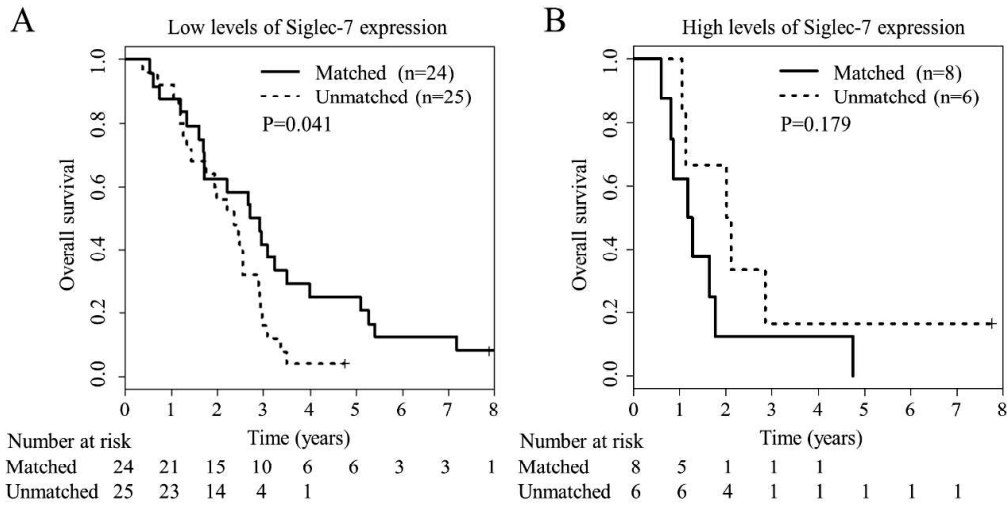 A
Low levels of Siglec-7 expression
Matched (n=24)
Unmatched (n=25)
P=0.041
Overall survival
1.0
0.8
0.6
0.4
0.2
0.0
0 1 2 3 4 5 6 7 8
Time (years)
Number at risk
Matched 24 21 15 10 6 6 3 3 1
Unmatched 25 23 14 4 1
B
High levels of Siglec-7 expression
Matched (n=8)
Unmatched (n=6)
P=0.179
Overall survival
1.0
0.8
0.6
0.4
0.2
0.0
0 1 2 3 4 5 6 7 8
Time (years)
Number at risk
Matched 8 5 1 1 1
Unmatched 6 6 4 1 1 1 1 1